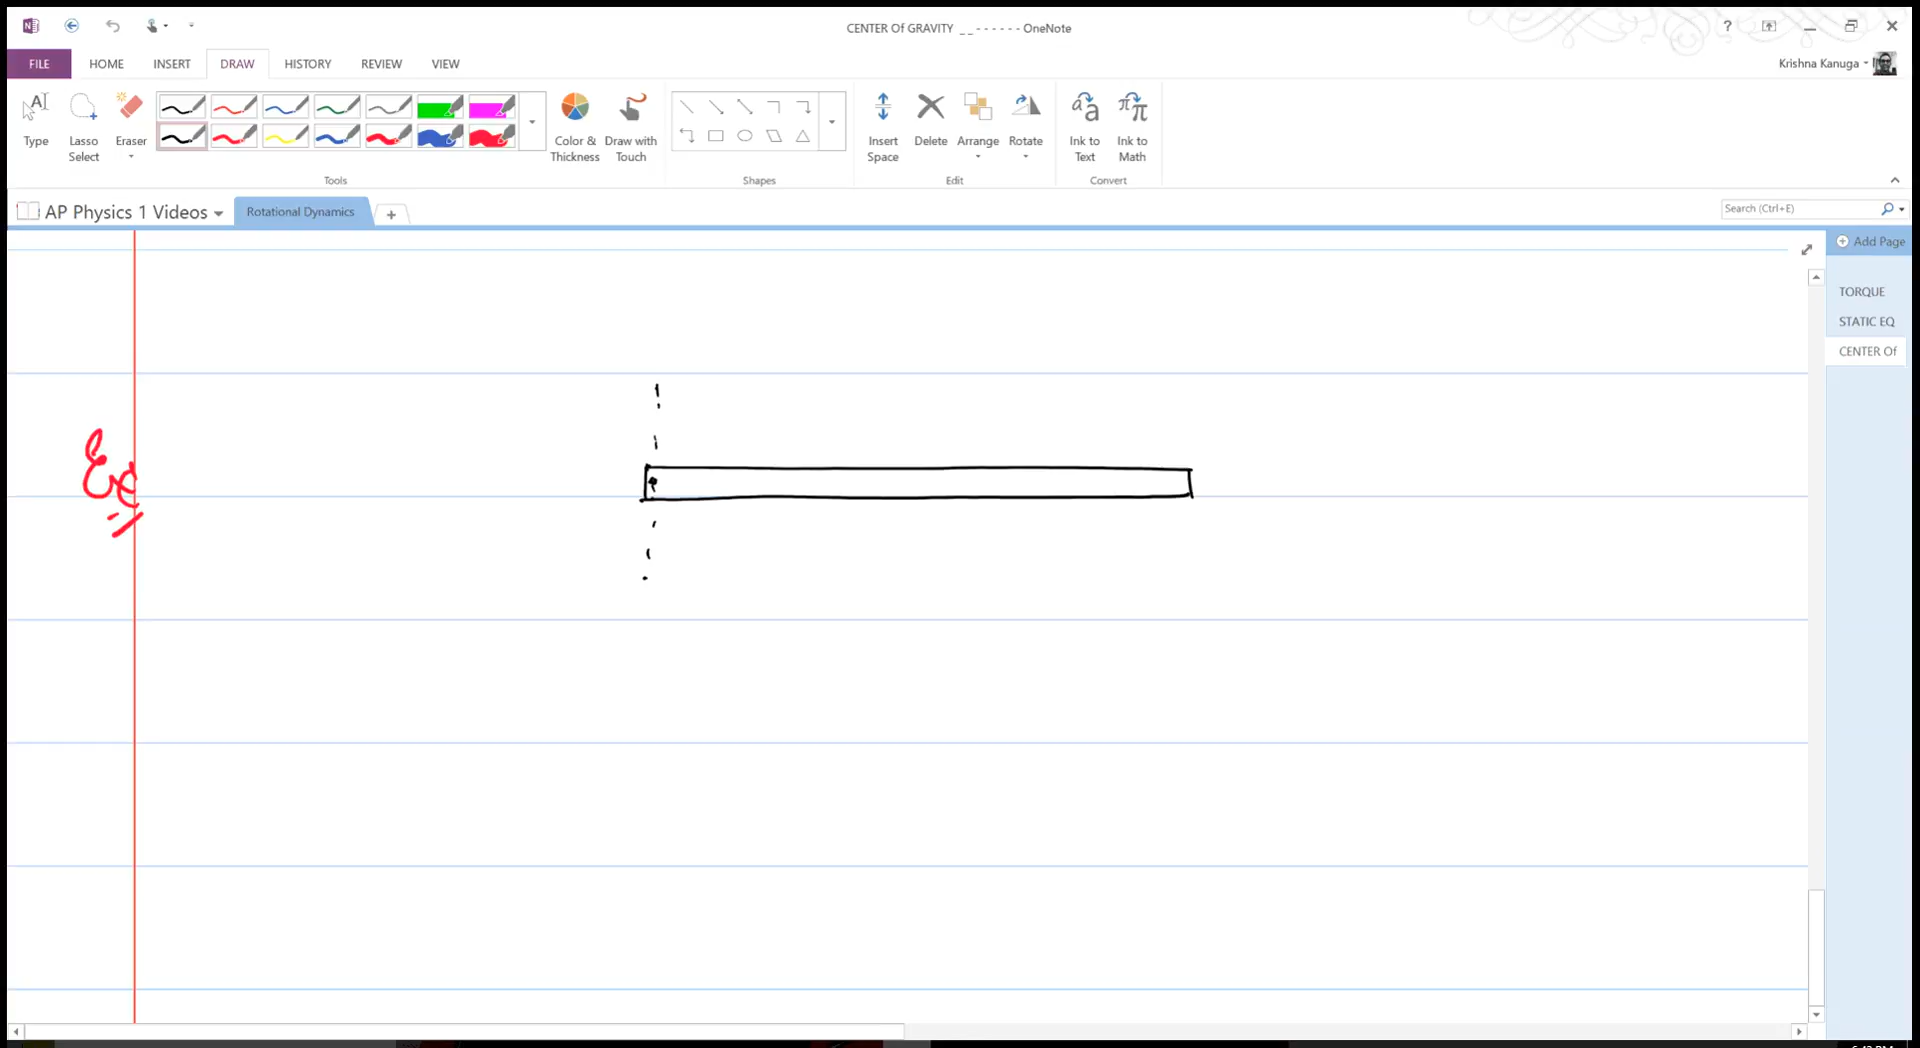 CENTER Of GRAVITY _ _ - - - - - - OneNote
?
FILE HOME INSERT DRAW HISTORY REVIEW VIEW
Krishna Kanuga
Type
Lasso Select
Eraser
Color & Thickness
Draw with Touch
Insert Space
Delete
Arrange
Rotate
Ink to Text
Ink to Math
Tools
Shapes
Edit
Convert
AP Physics 1 Videos
Rotational Dynamics
+
Search (Ctrl+E)
Add Page
TORQUE
STATIC EQ
CENTER Of
Ex